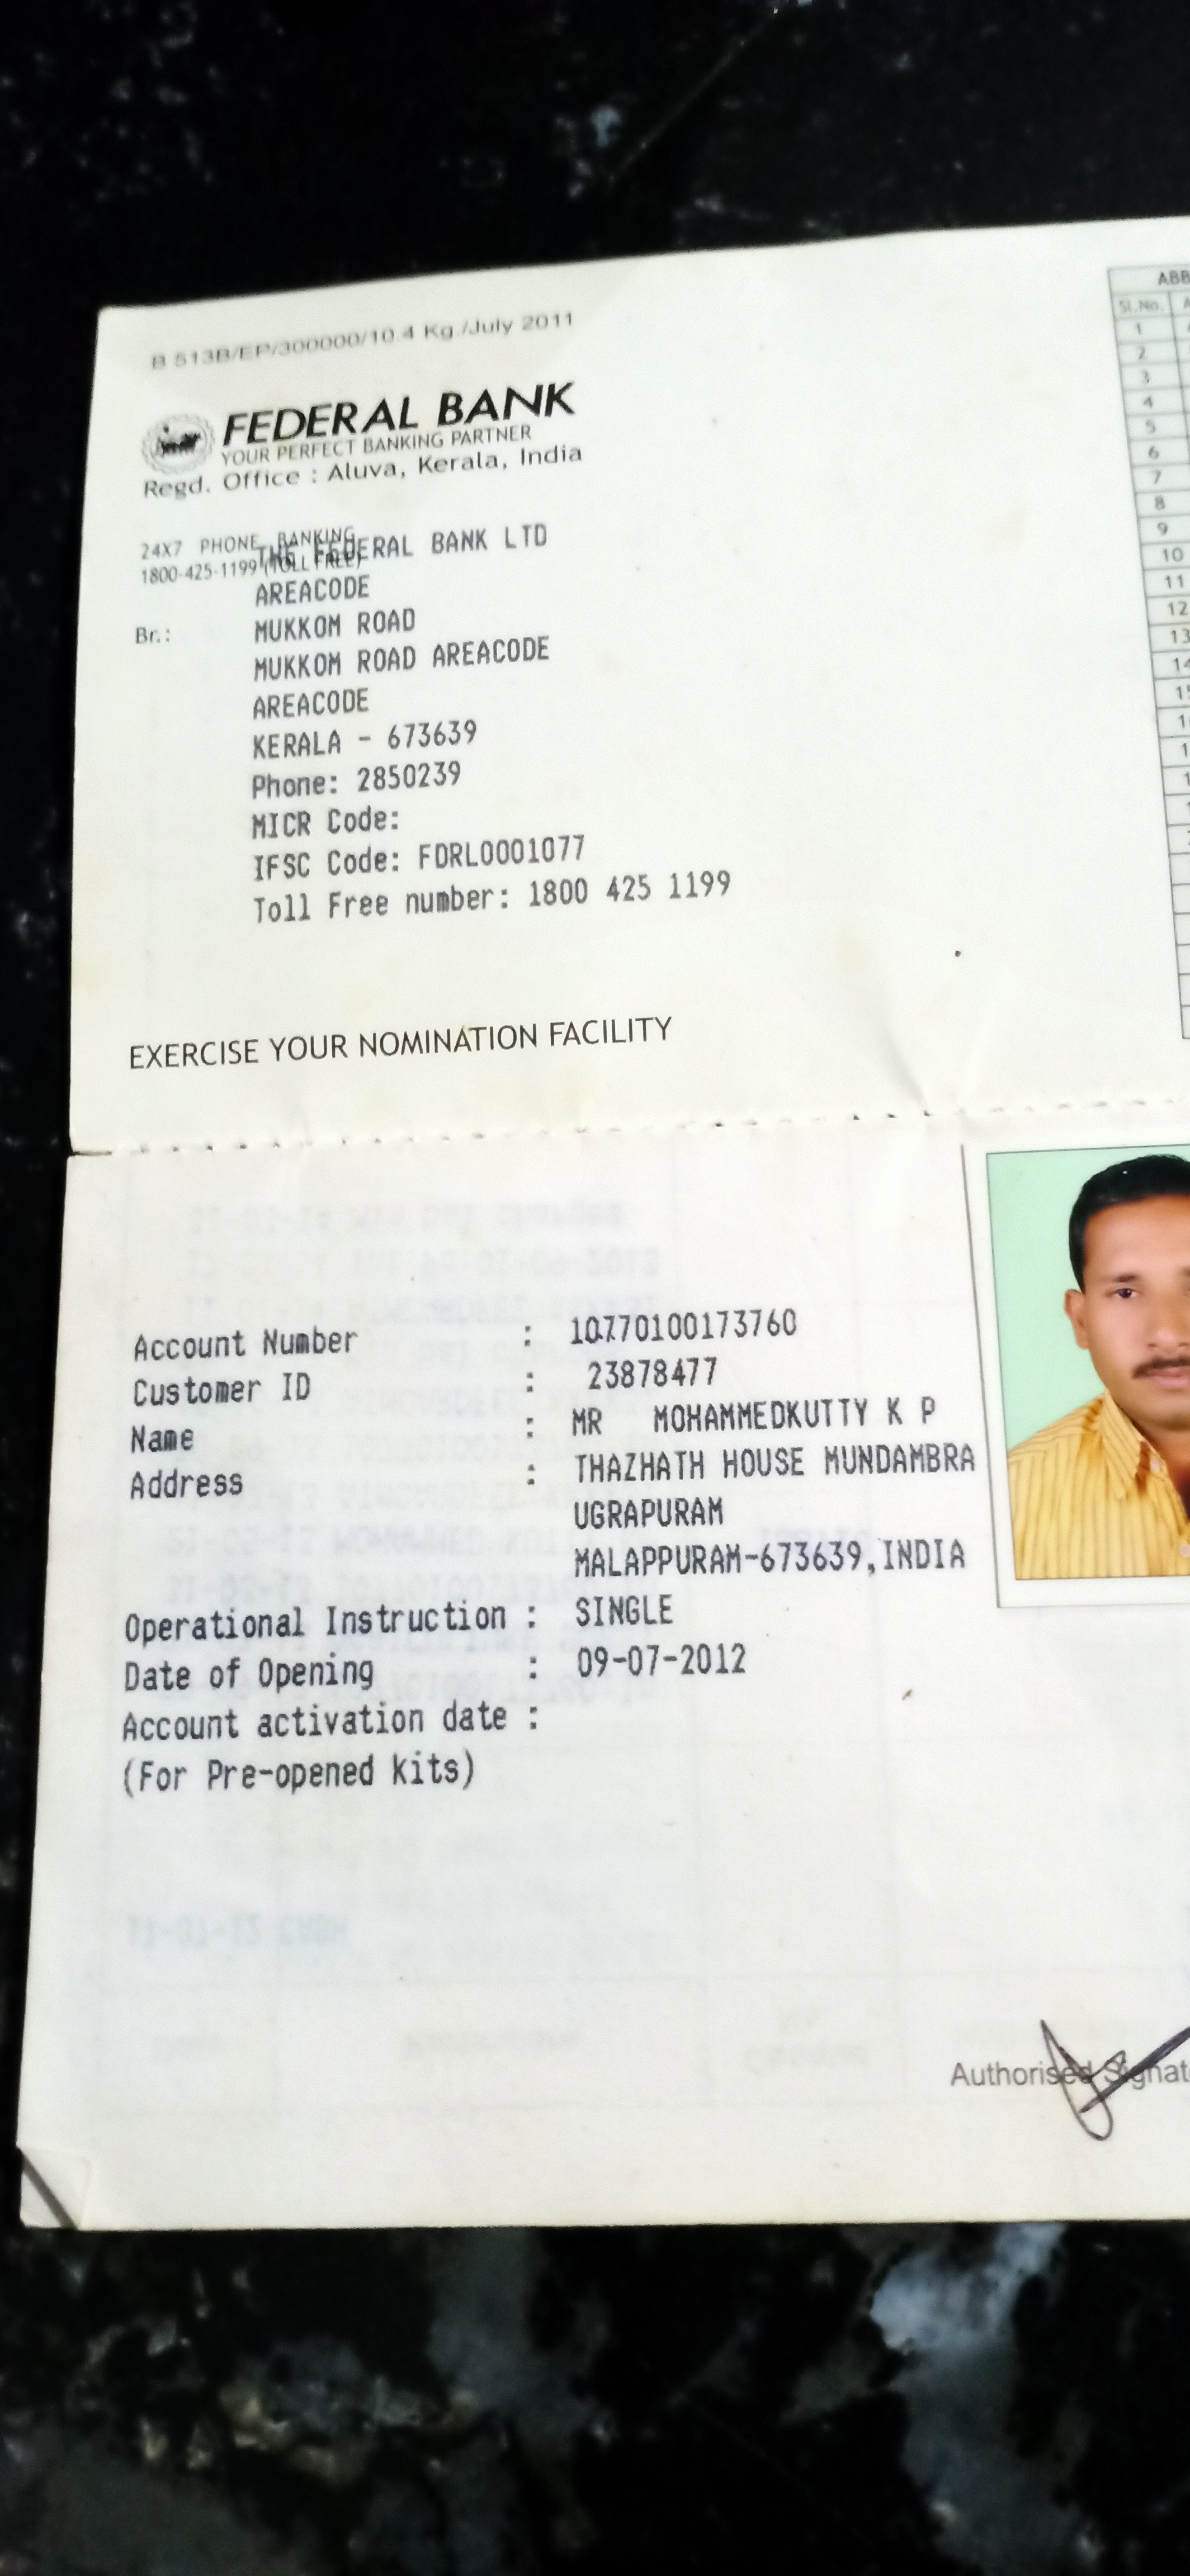 B 513B/EP/300000/10.4 Kg./July 2011
FEDERAL BANK
YOUR PERFECT BANKING PARTNER
Regd. Office : Aluva, Kerala, India
24X7 PHONE BANKING
1800-425-1199 (TOLL FREE)
THE FEDERAL BANK LTD
AREACODE
Br.: MUKKOM ROAD
MUKKOM ROAD AREACODE
AREACODE
KERALA - 673639
Phone: 2850239
MICR Code:
IFSC Code: FDRL0001077
Toll Free number: 1800 425 1199
EXERCISE YOUR NOMINATION FACILITY
ABB
Sl.No. A
1
2
3
4
5
6
7
8
9
10
11
12
13
Account Number : 10770100173760
Customer ID : 23878477
Name : MR MOHAMMEDKUTTY K P
Address : THAZHATH HOUSE MUNDAMBRA
UGRAPURAM
MALAPPURAM-673639,INDIA
Operational Instruction : SINGLE
Date of Opening : 09-07-2012
Account activation date :
(For Pre-opened kits)
Authorised Signat